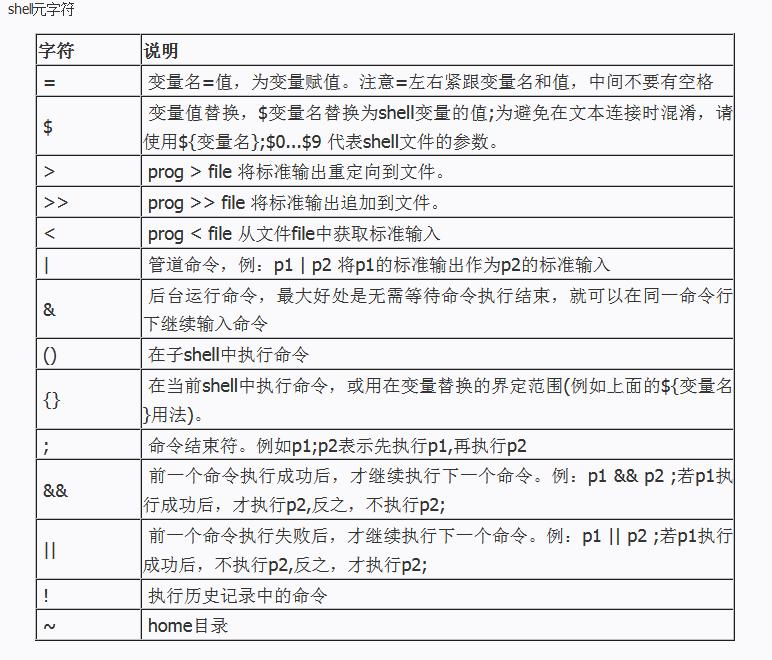 shell元字符
字符 说明
= 变量名=值，为变量赋值。注意=左右紧跟变量名和值，中间不要有空格
$ 变量值替换，$变量名替换为shell变量的值;为避免在文本连接时混淆，请
使用${变量名};$0...$9 代表shell文件的参数。
> prog > file 将标准输出重定向到文件。
>> prog >> file 将标准输出追加到文件。
< prog < file 从文件file中获取标准输入
| 管道命令，例：p1 | p2 将p1的标准输出作为p2的标准输入
& 后台运行命令，最大好处是无需等待命令执行结束，就可以在同一命令行
下继续输入命令
() 在子shell中执行命令
{} 在当前shell中执行命令，或用在变量替换的界定范围(例如上面的${变量名
}用法)。
; 命令结束符。例如p1;p2表示先执行p1,再执行p2
&& 前一个命令执行成功后，才继续执行下一个命令。例：p1 && p2 ;若p1执
行成功后，才执行p2,反之，不执行p2;
|| 前一个命令执行失败后，才继续执行下一个命令。例：p1 || p2 ;若p1执行
成功后，不执行p2,反之，才执行p2;
! 执行历史记录中的命令
~ home目录